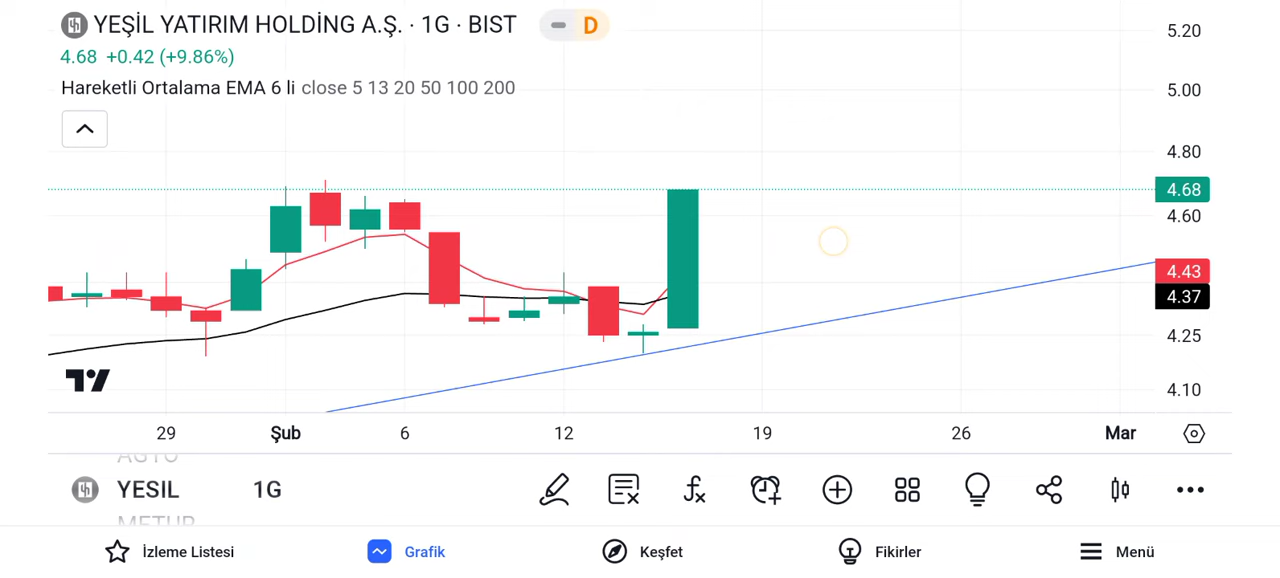 YEŞİL YATIRIM HOLDİNG A.Ş. · 1G · BIST D
4.68 +0.42 (+9.86%)
Hareketli Ortalama EMA 6 li close 5 13 20 50 100 200
5.20
5.00
4.80
4.68
4.60
4.43
4.37
4.25
4.10
29 Şub 6 12 19 26 Mar
YESIL 1G
METUR
İzleme Listesi Grafik Keşfet Fikirler Menü